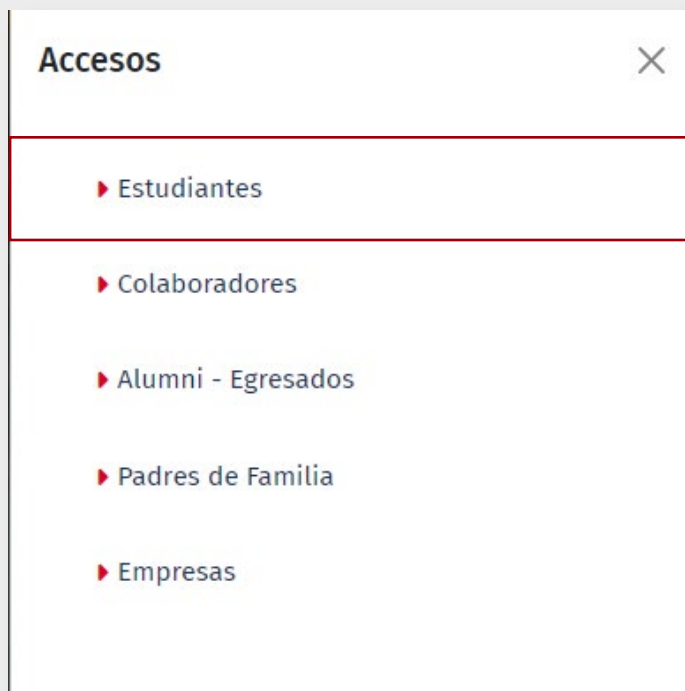 Accesos
Estudiantes
Colaboradores
Alumni - Egresados
Padres de Familia
Empresas